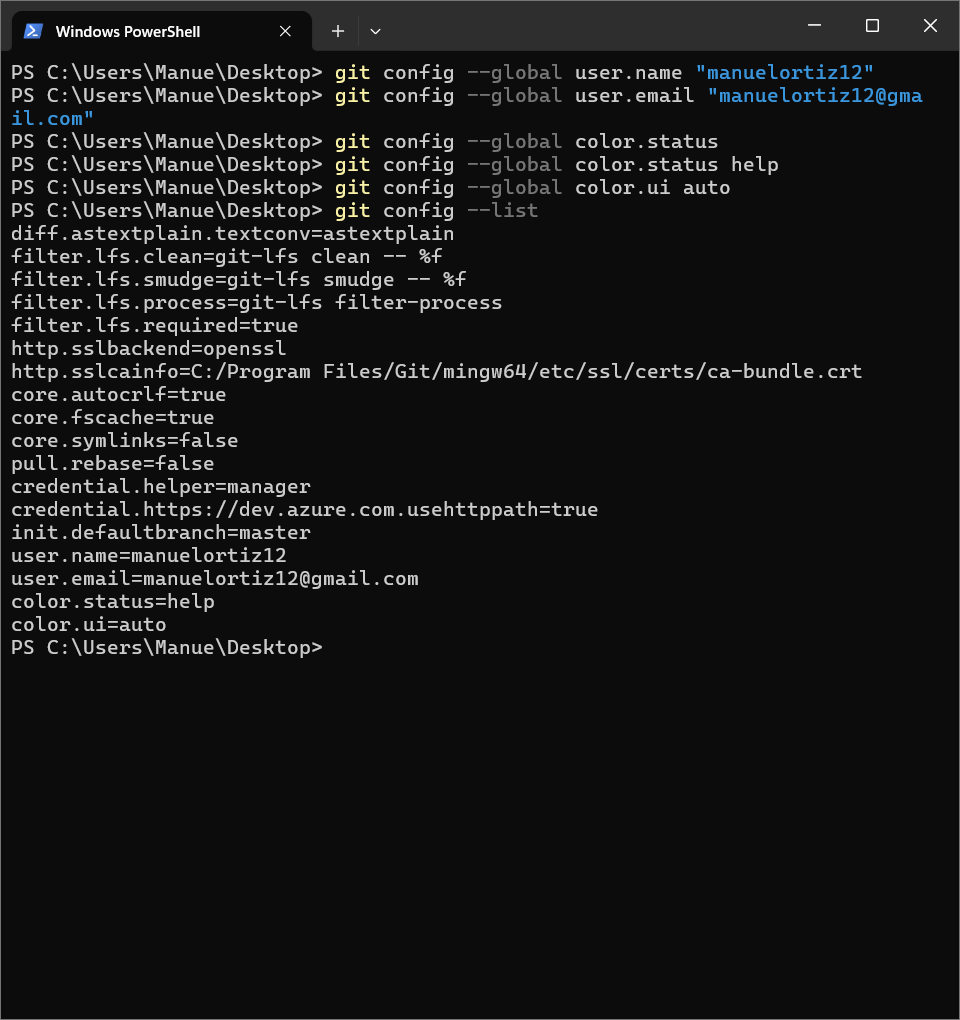 Windows PowerShell
PS C:\Users\Manue\Desktop> git config --global user.name "manuelortiz12"
PS C:\Users\Manue\Desktop> git config --global user.email "manuelortiz12@gma
il.com"
PS C:\Users\Manue\Desktop> git config --global color.status
PS C:\Users\Manue\Desktop> git config --global color.status help
PS C:\Users\Manue\Desktop> git config --global color.ui auto
PS C:\Users\Manue\Desktop> git config --list
diff.astextplain.textconv=astextplain
filter.lfs.clean=git-lfs clean -- %f
filter.lfs.smudge=git-lfs smudge -- %f
filter.lfs.process=git-lfs filter-process
filter.lfs.required=true
http.sslbackend=openssl
http.sslcainfo=C:/Program Files/Git/mingw64/etc/ssl/certs/ca-bundle.crt
core.autocrlf=true
core.fscache=true
core.symlinks=false
pull.rebase=false
credential.helper=manager
credential.https://dev.azure.com.usehttppath=true
init.defaultbranch=master
user.name=manuelortiz12
user.email=manuelortiz12@gmail.com
color.status=help
color.ui=auto
PS C:\Users\Manue\Desktop>